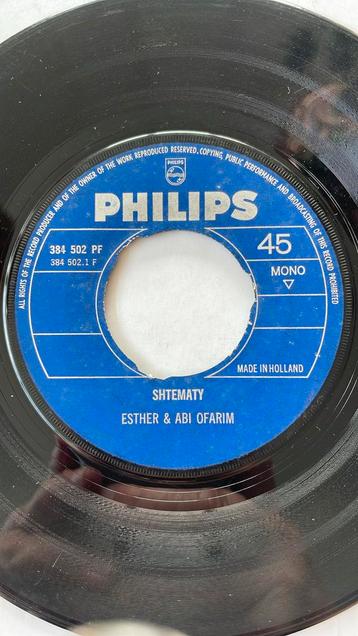 ALL RIGHTS OF THE RECORD PRODUCER AND OF THE OWNER OF THE WORK REPRODUCED RESERVED. COPYING, PUBLIC PERFORMANCE AND BROADCASTING OF THIS RECORD PROHIBITED
PHILIPS
PHILIPS
384 502 PF
384 502.1 F
45
MONO
▽
MADE IN HOLLAND
SHTEMATY
ESTHER & ABI OFARIM